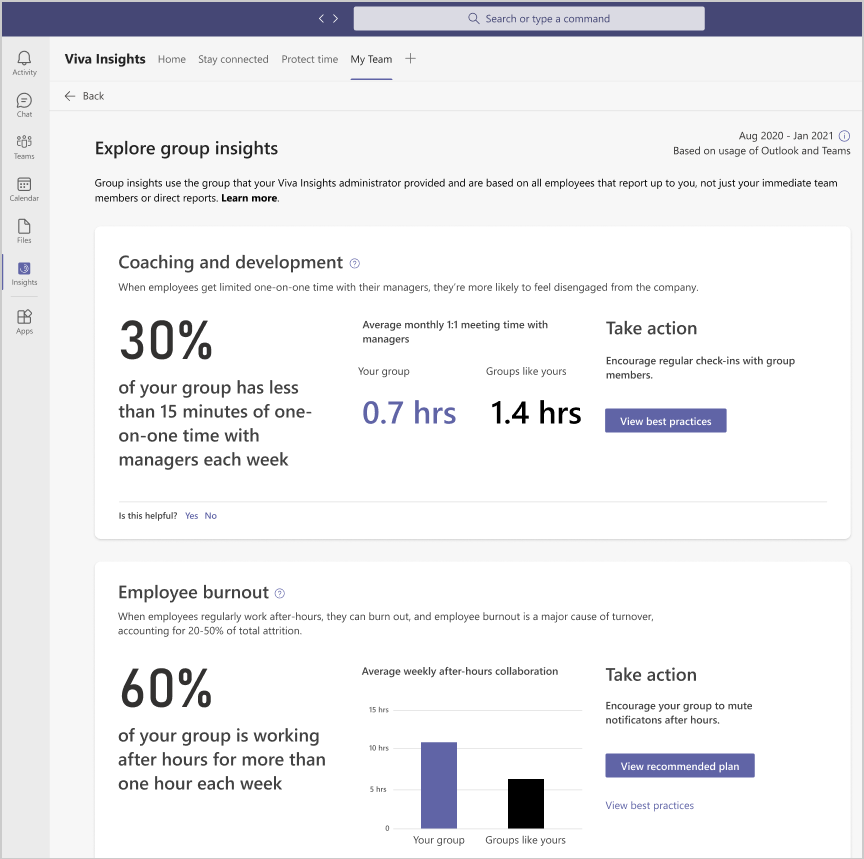 Search or type a command
Viva Insights Home Stay connected Protect time My Team
Activity
Chat
Teams
Calendar
Files
Insights
Apps
Back
Explore group insights
Aug 2020 - Jan 2021
Based on usage of Outlook and Teams
Group insights use the group that your Viva Insights administrator provided and are based on all employees that report up to you, not just your immediate team
members or direct reports. Learn more.
Coaching and development
When employees get limited one-on-one time with their managers, they're more likely to feel disengaged from the company.
30%
of your group has less
than 15 minutes of one-
on-one time with
managers each week
Average monthly 1:1 meeting time with
managers
Your group Groups like yours
0.7 hrs 1.4 hrs
Take action
Encourage regular check-ins with group
members.
View best practices
Is this helpful? Yes No
Employee burnout
When employees regularly work after-hours, they can burn out, and employee burnout is a major cause of turnover,
accounting for 20-50% of total attrition.
60%
of your group is working
after hours for more than
one hour each week
Average weekly after-hours collaboration
15 hrs
10 hrs
5 hrs
0
Your group Groups like yours
Take action
Encourage your group to mute
notificatons after hours.
View recommended plan
View best practices